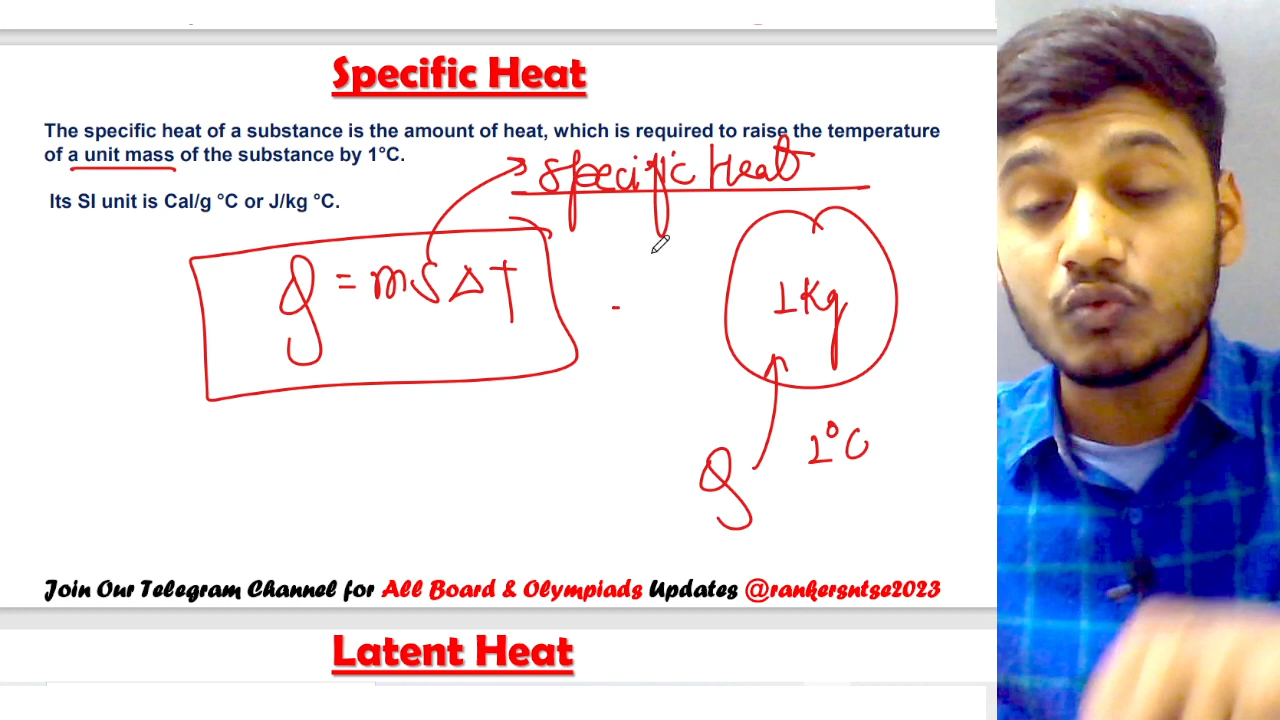 Specific Heat
The specific heat of a substance is the amount of heat, which is required to raise the temperature
of a unit mass of the substance by 1°C.
Specific Heat
Its SI unit is Cal/g °C or J/kg °C.
Q = mSΔT
1Kg
1°C
Q
Join Our Telegram Channel for All Board & Olympiads Updates @rankersntse2023
Latent Heat